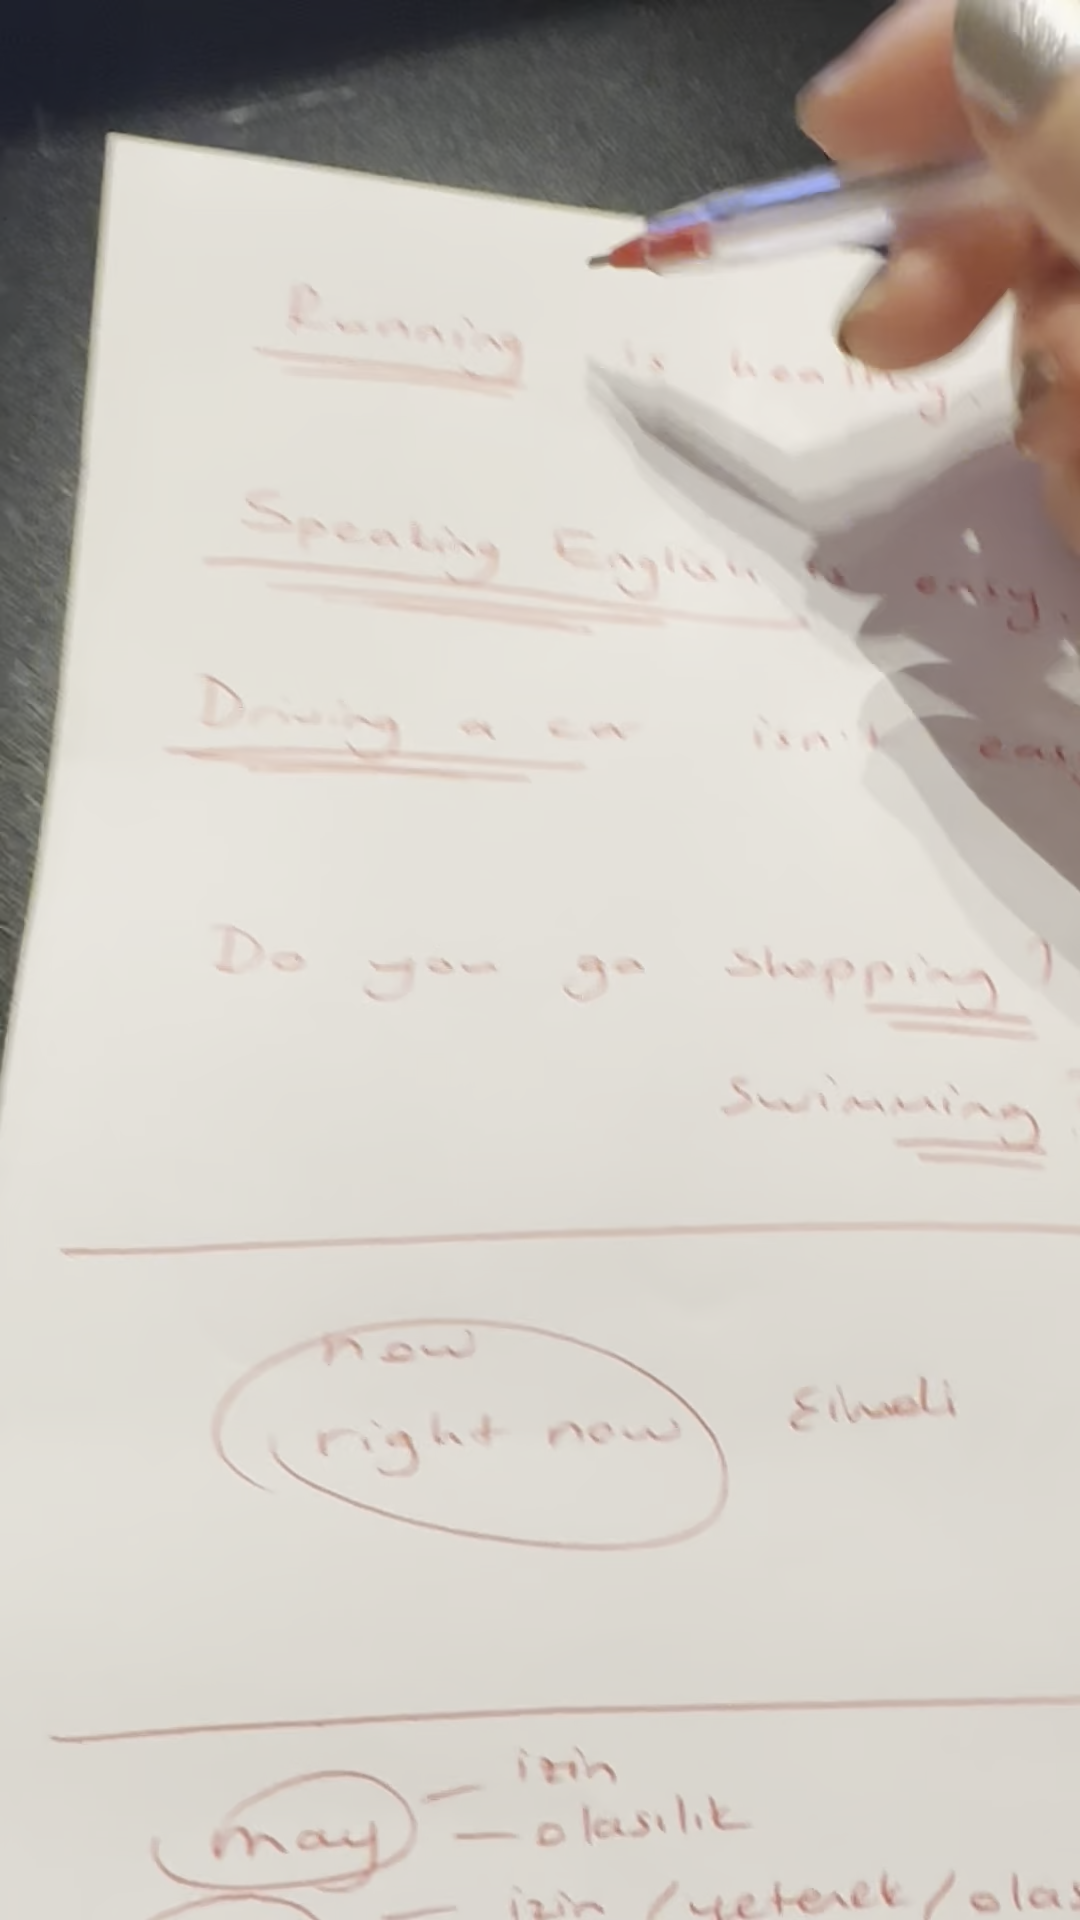 Running is healthy.
Speaking English is easy.
Driving a car isn't easy
Do you go shopping?
swimming?
now
right now
may
izin
olasılık
izin / yetenek / olas